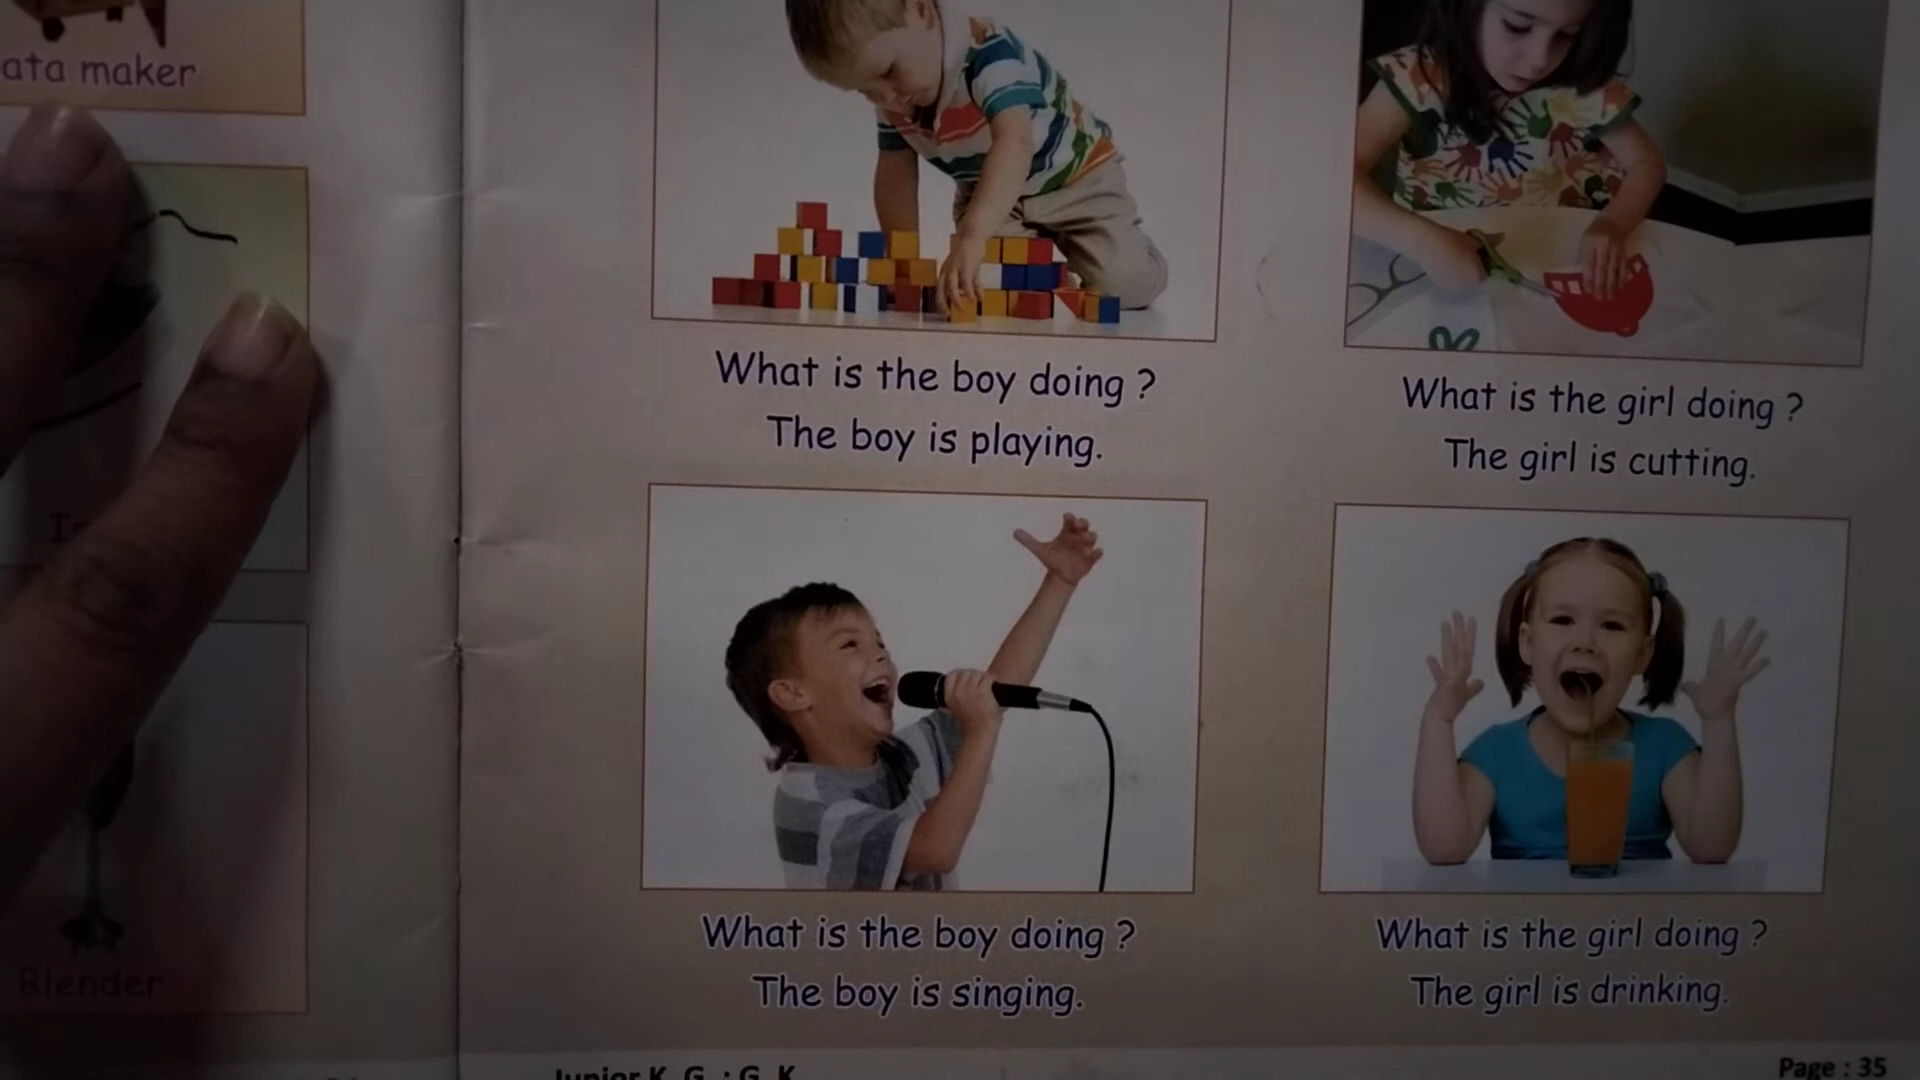 ata maker
Blender
What is the boy doing ?
The boy is playing.
What is the girl doing ?
The girl is cutting.
What is the boy doing ?
The boy is singing.
What is the girl doing ?
The girl is drinking.
Junior K. G. : G. K.
Page : 35